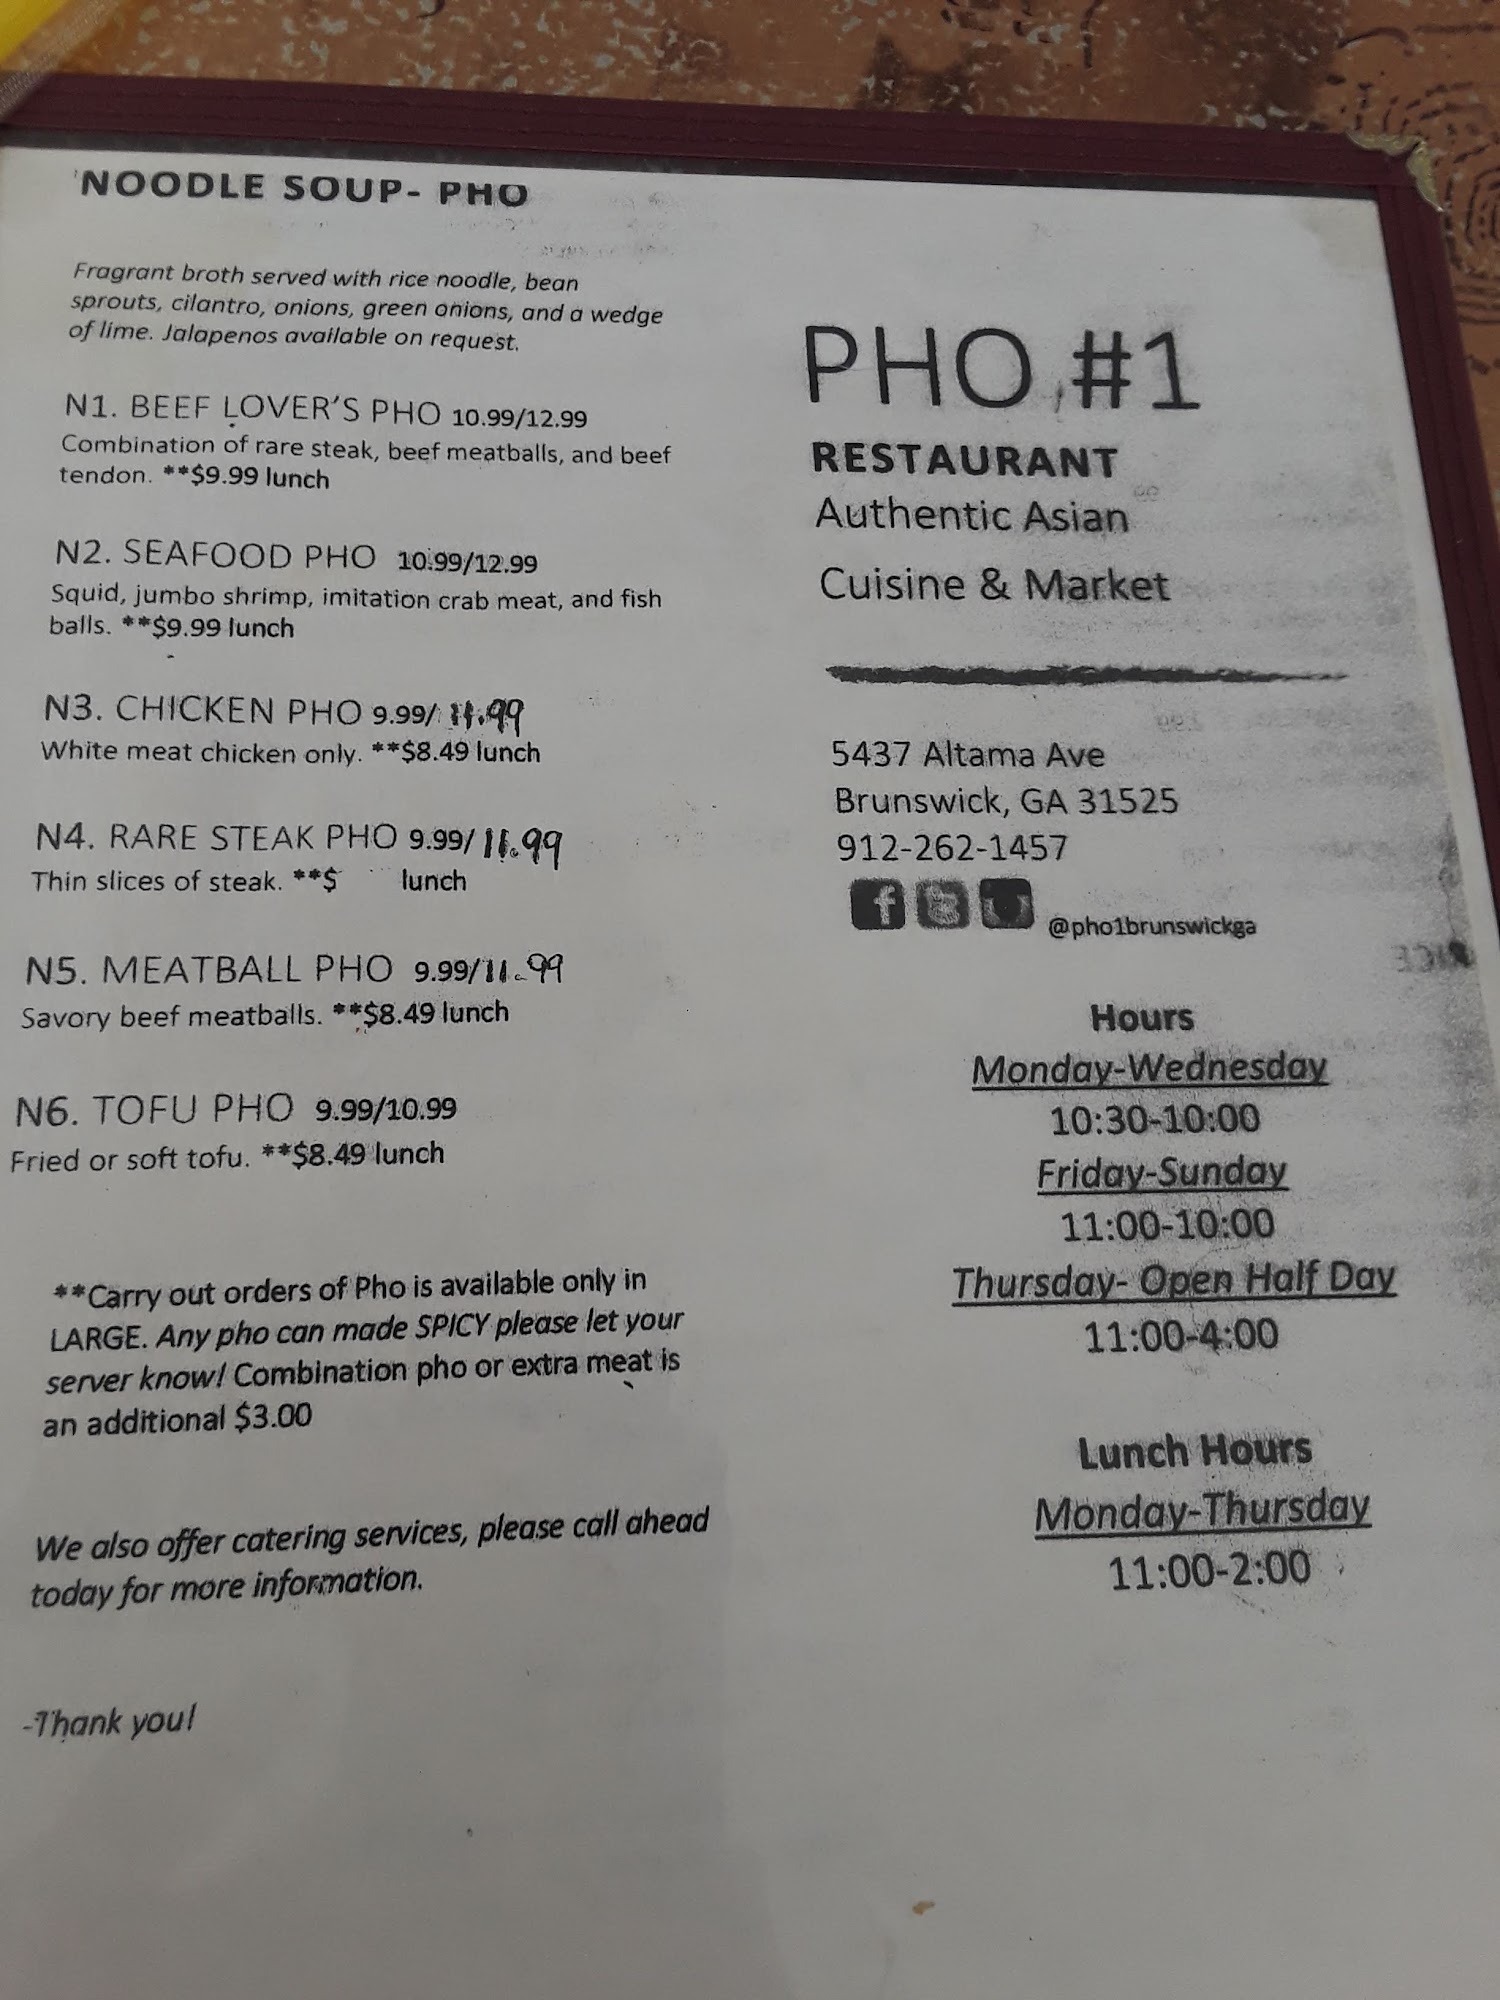 NOODLE SOUP- PHO
Fragrant broth served with rice noodle, bean
sprouts, cilantro, onions, green onions, and a wedge
of lime. Jalapenos available on request.
N1. BEEF LOVER'S PHO 10.99/12.99
Combination of rare steak, beef meatballs, and beef
tendon. **$9.99 lunch
N2. SEAFOOD PHO 10.99/12.99
Squid, jumbo shrimp, imitation crab meat, and fish
balls. **$9.99 lunch
N3. CHICKEN PHO 9.99/ 11.99
White meat chicken only. **$8.49 lunch
N4. RARE STEAK PHO 9.99/ 11.99
Thin slices of steak. **$ lunch
N5. MEATBALL PHO 9.99/11.99
Savory beef meatballs. **$8.49 lunch
N6. TOFU PHO 9.99/10.99
Fried or soft tofu. **$8.49 lunch
**Carry out orders of Pho is available only in
LARGE. Any pho can made SPICY please let your
server know! Combination pho or extra meat is
an additional $3.00
We also offer catering services, please call ahead
today for more information.
-Thank you!
PHO #1
RESTAURANT
Authentic Asian
Cuisine & Market
5437 Altama Ave
Brunswick, GA 31525
912-262-1457
@pho1brunswickga
Hours
Monday-Wednesday
10:30-10:00
Friday-Sunday
11:00-10:00
Thursday- Open Half Day
11:00-4:00
Lunch Hours
Monday-Thursday
11:00-2:00